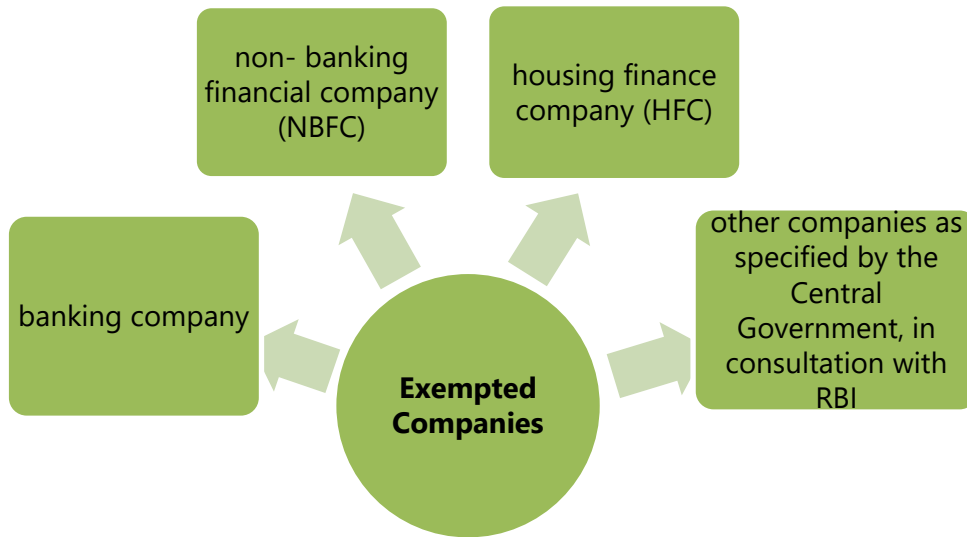 non- banking
financial company
(NBFC)
housing finance
company (HFC)
banking company
other companies as
specified by the
Central
Government, in
consultation with
RBI
Exempted
Companies